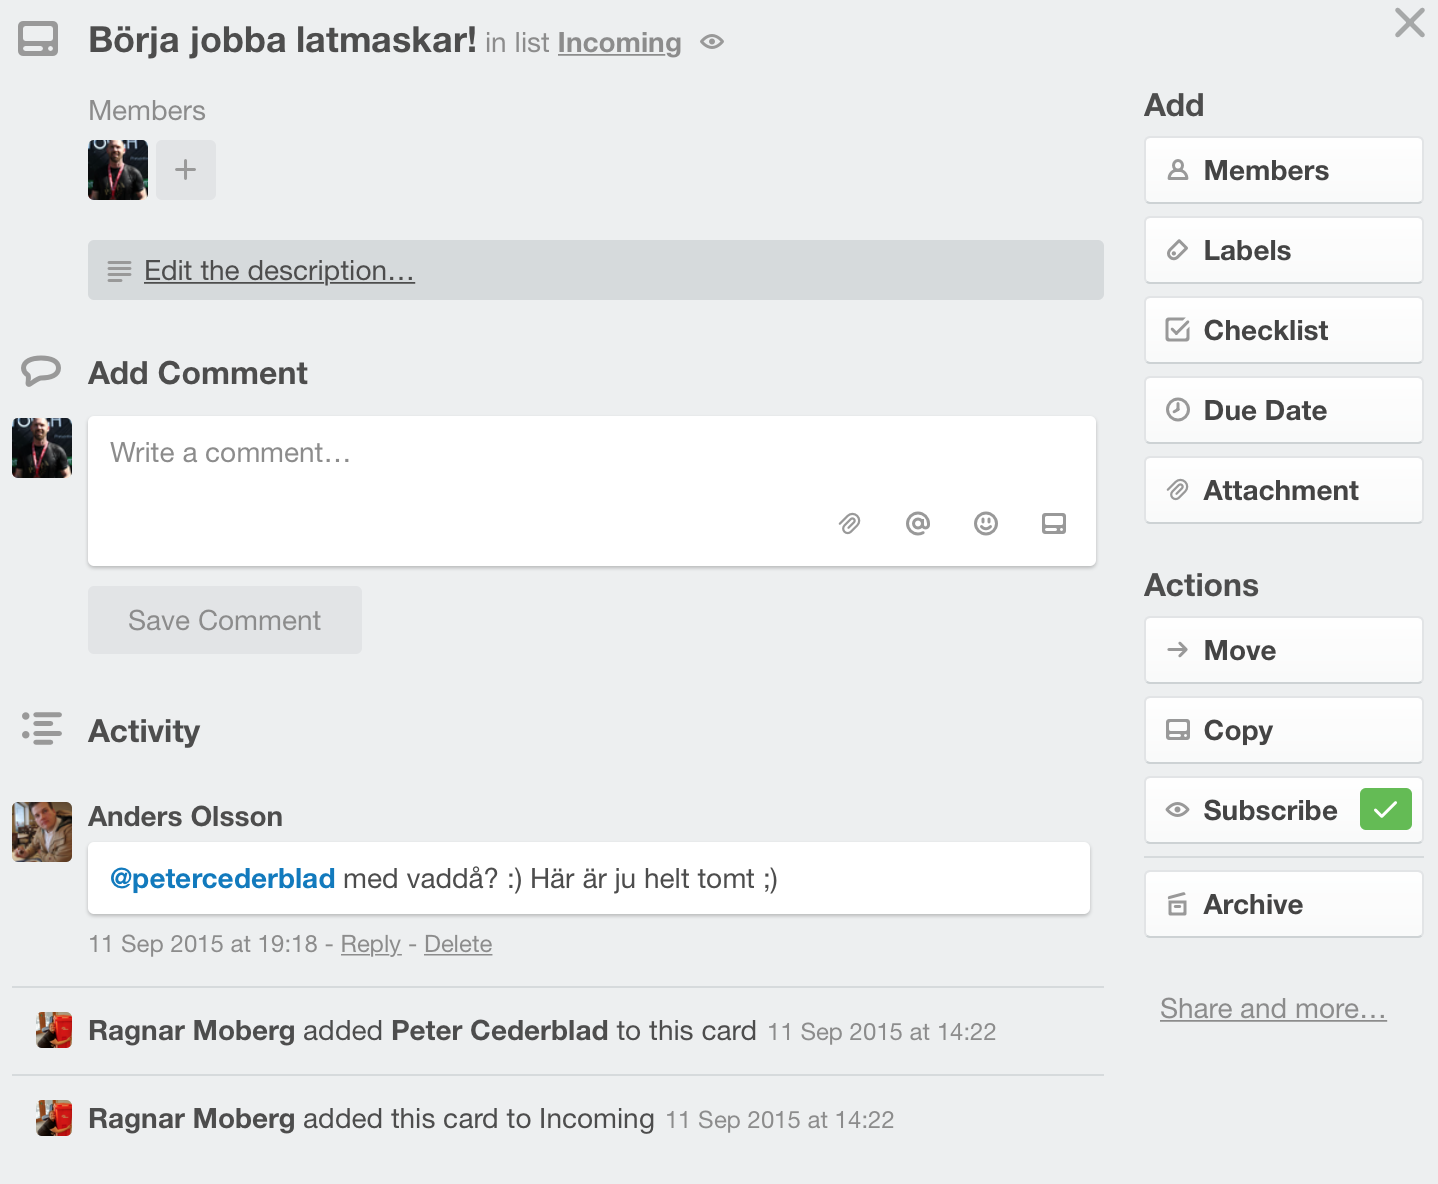 Börja jobba latmaskar! in list Incoming
Members
Edit the description…
Add Comment
Write a comment…
Save Comment
Activity
Anders Olsson
@petercederblad med vaddå? :) Här är ju helt tomt ;)
11 Sep 2015 at 19:18 - Reply - Delete
Ragnar Moberg added Peter Cederblad to this card 11 Sep 2015 at 14:22
Ragnar Moberg added this card to Incoming 11 Sep 2015 at 14:22
Add
Members
Labels
Checklist
Due Date
Attachment
Actions
Move
Copy
Subscribe
Archive
Share and more…